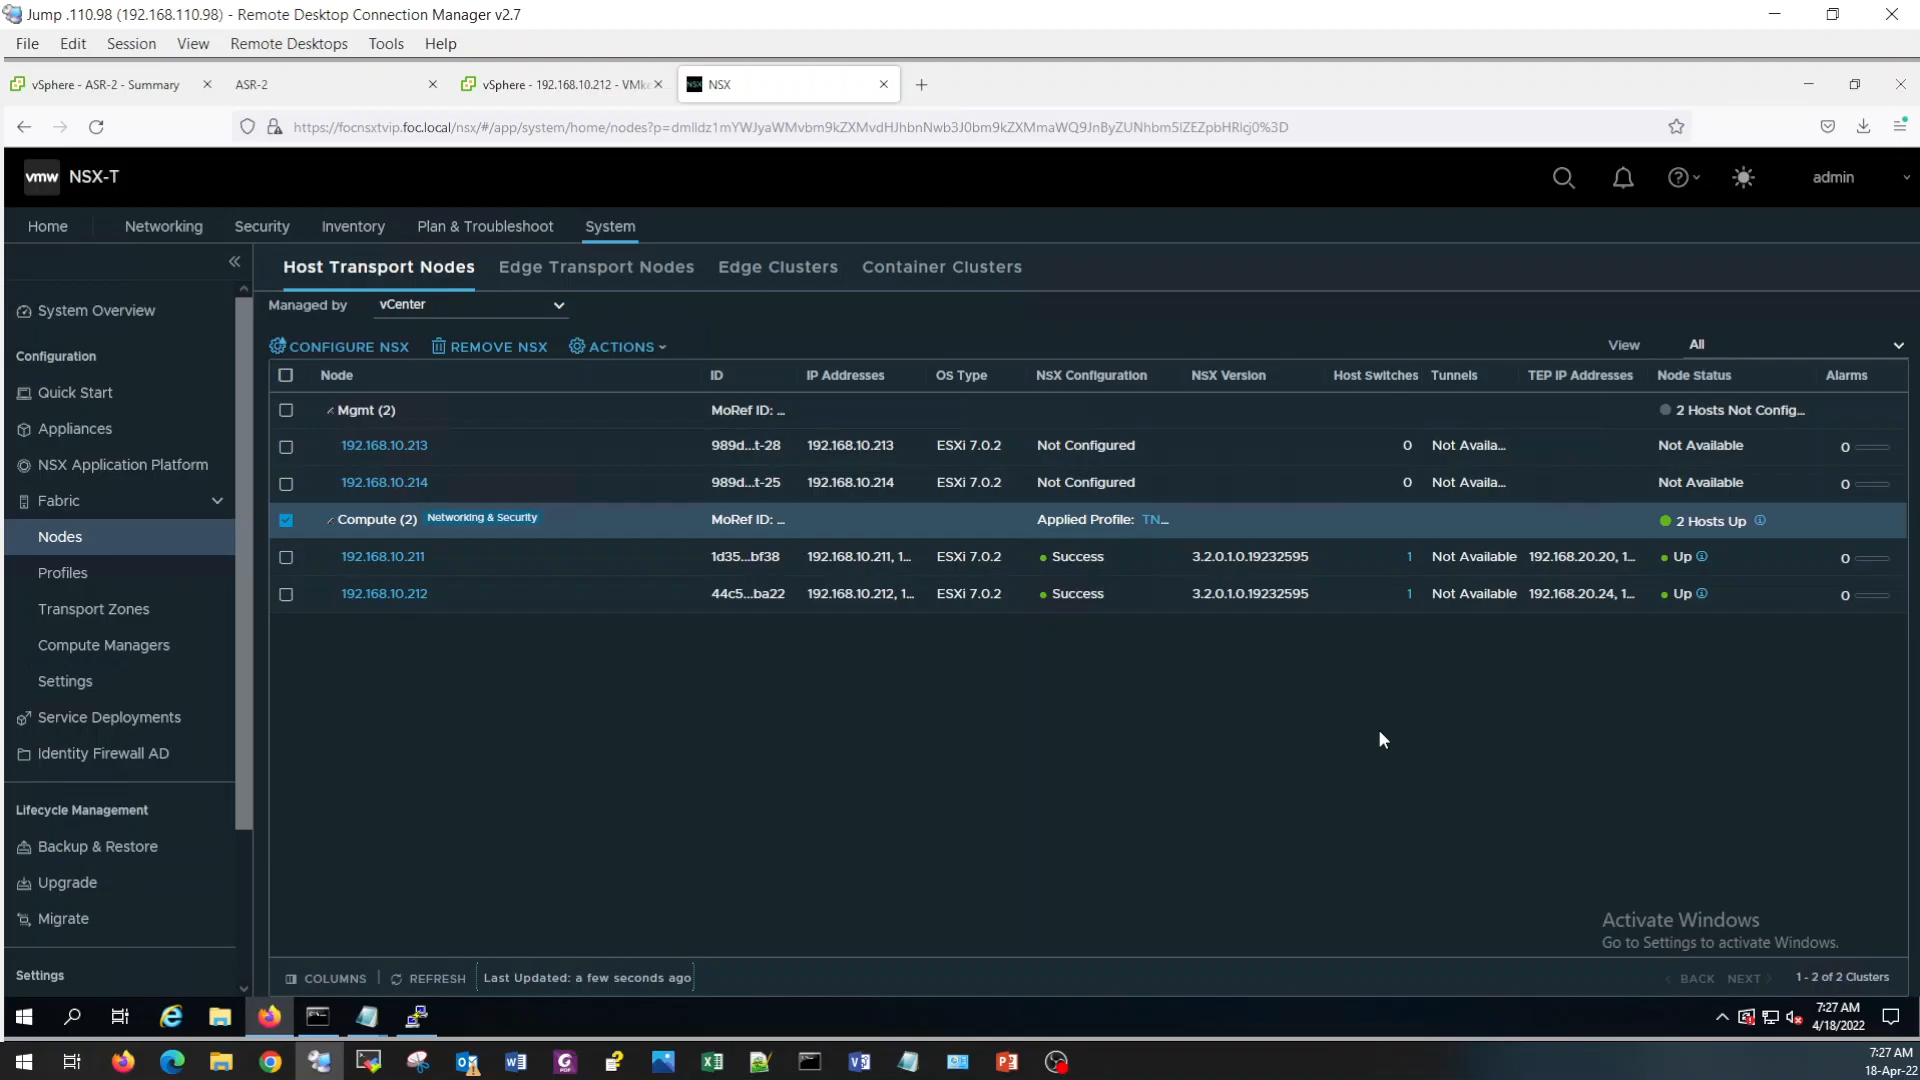 Jump .110.98 (192.168.110.98) - Remote Desktop Connection Manager v2.7
File Edit Session View Remote Desktops Tools Help
vSphere - ASR-2 - Summary ASR-2 vSphere - 192.168.10.212 - VMke NSX
vmw NSX-T admin
Home Networking Security Inventory Plan & Troubleshoot System
Host Transport Nodes Edge Transport Nodes Edge Clusters Container Clusters
Managed by vCenter
CONFIGURE NSX REMOVE NSX ACTIONS View All
Node ID IP Addresses OS Type NSX Configuration NSX Version Host Switches Tunnels TEP IP Addresses Node Status Alarms
Mgmt (2) MoRef ID: ... 2 Hosts Not Config...
192.168.10.213 989d...t-28 192.168.10.213 ESXi 7.0.2 Not Configured 0 Not Availa... Not Available 0
192.168.10.214 989d...t-25 192.168.10.214 ESXi 7.0.2 Not Configured 0 Not Availa... Not Available 0
Compute (2) Networking & Security MoRef ID: ... Applied Profile: TN... 2 Hosts Up
192.168.10.211 1d35...bf38 192.168.10.211, 1... ESXi 7.0.2 Success 3.2.0.1.0.19232595 1 Not Available 192.168.20.20, 1... Up 0
192.168.10.212 44c5...ba22 192.168.10.212, 1... ESXi 7.0.2 Success 3.2.0.1.0.19232595 1 Not Available 192.168.20.24, 1... Up 0
System Overview
Configuration
Quick Start
Appliances
NSX Application Platform
Fabric
Nodes
Profiles
Transport Zones
Compute Managers
Settings
Service Deployments
Identity Firewall AD
Lifecycle Management
Backup & Restore
Upgrade
Migrate
Settings
Activate Windows
Go to Settings to activate Windows.
COLUMNS REFRESH Last Updated: a few seconds ago BACK NEXT 1 - 2 of 2 Clusters
7:27 AM
4/18/2022
7:27 AM
18-Apr-22